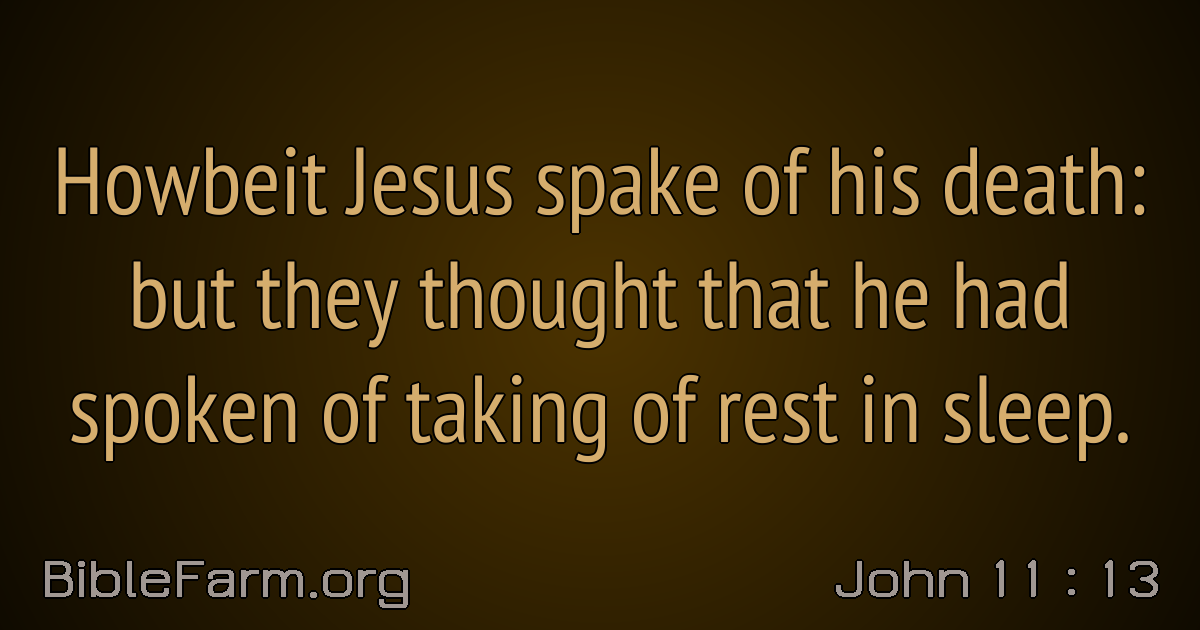 Howbeit Jesus spake of his death:
but they thought that he had
spoken of taking of rest in sleep.
BibleFarm.org
John 11 : 13